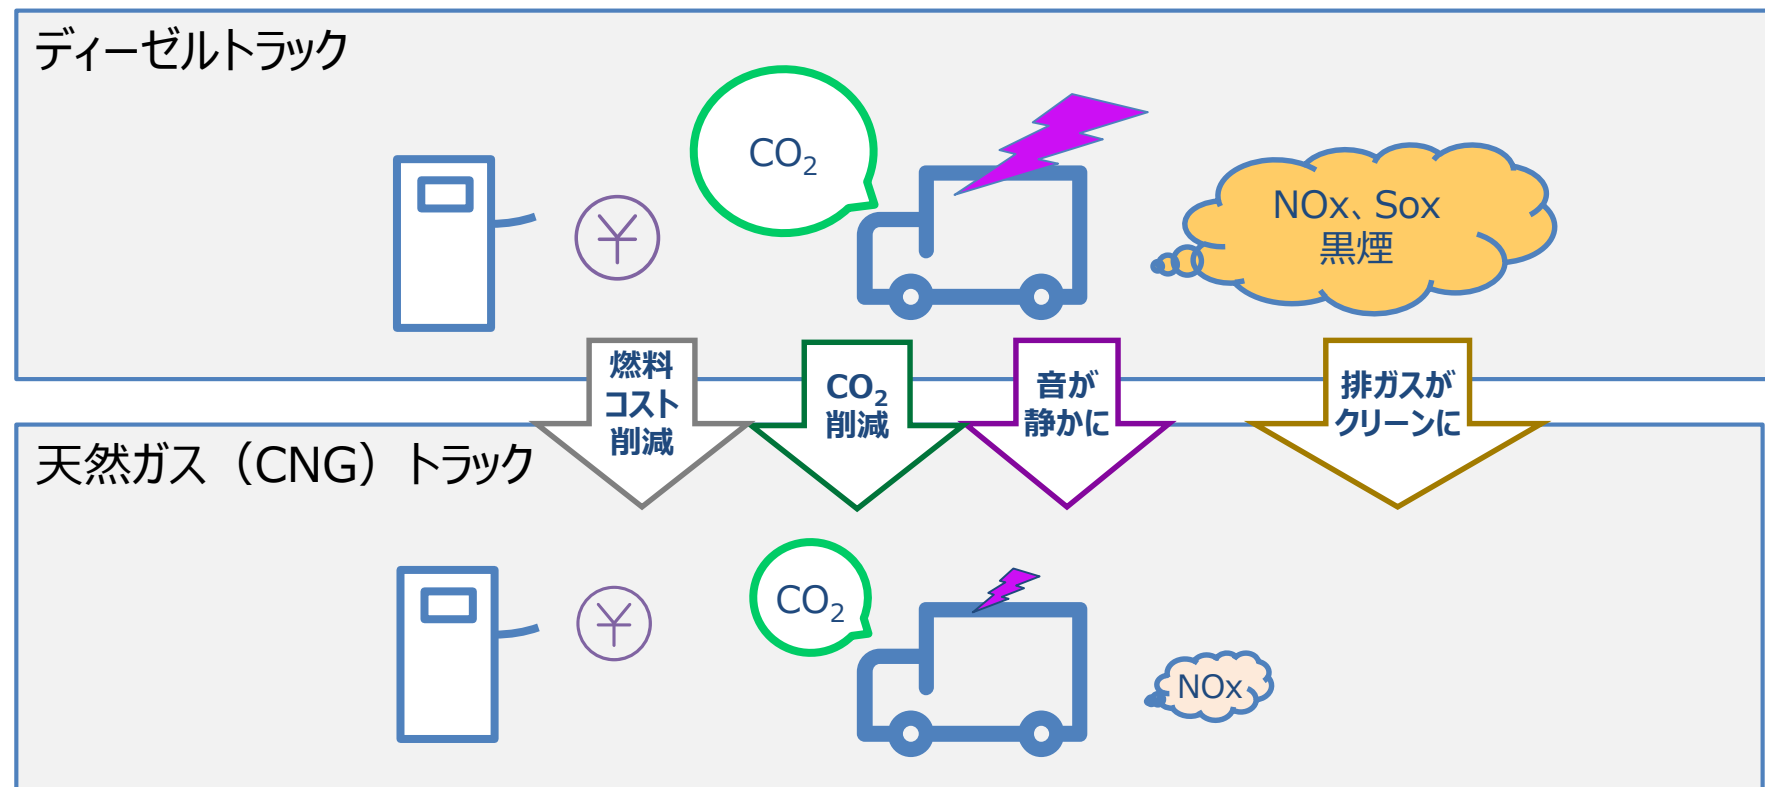 ディーゼルトラック
CO₂
¥
NOx、Sox
黒煙
燃料
コスト
削減
CO₂
削減
音が
静かに
排ガスが
クリーンに
天然ガス（CNG）トラック
CO₂
¥
NOx